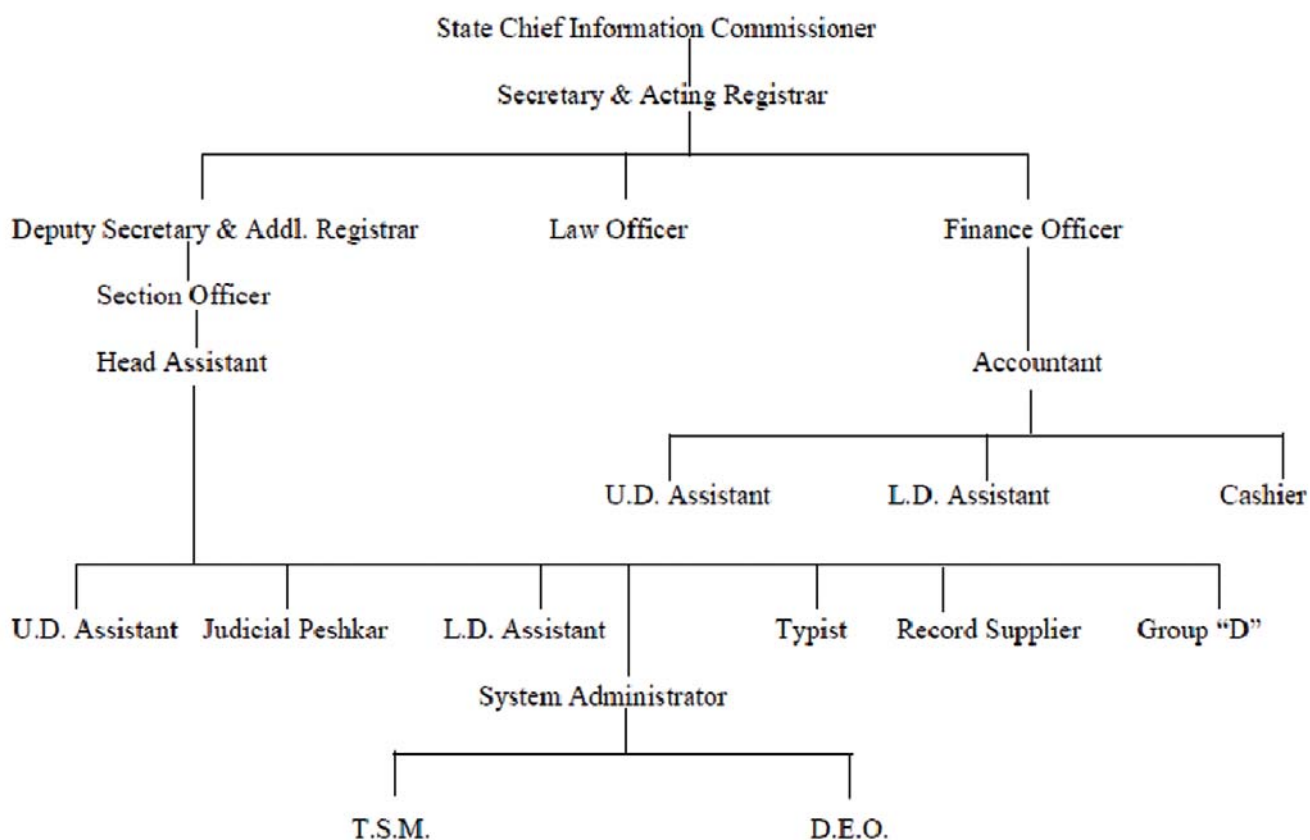 State Chief Information Commissioner
Secretary & Acting Registrar
Deputy Secretary & Addl. Registrar Law Officer Finance Officer
Section Officer
Head Assistant Accountant
U.D. Assistant L.D. Assistant Cashier
U.D. Assistant Judicial Peshkar L.D. Assistant Typist Record Supplier Group “D”
System Administrator
T.S.M. D.E.O.